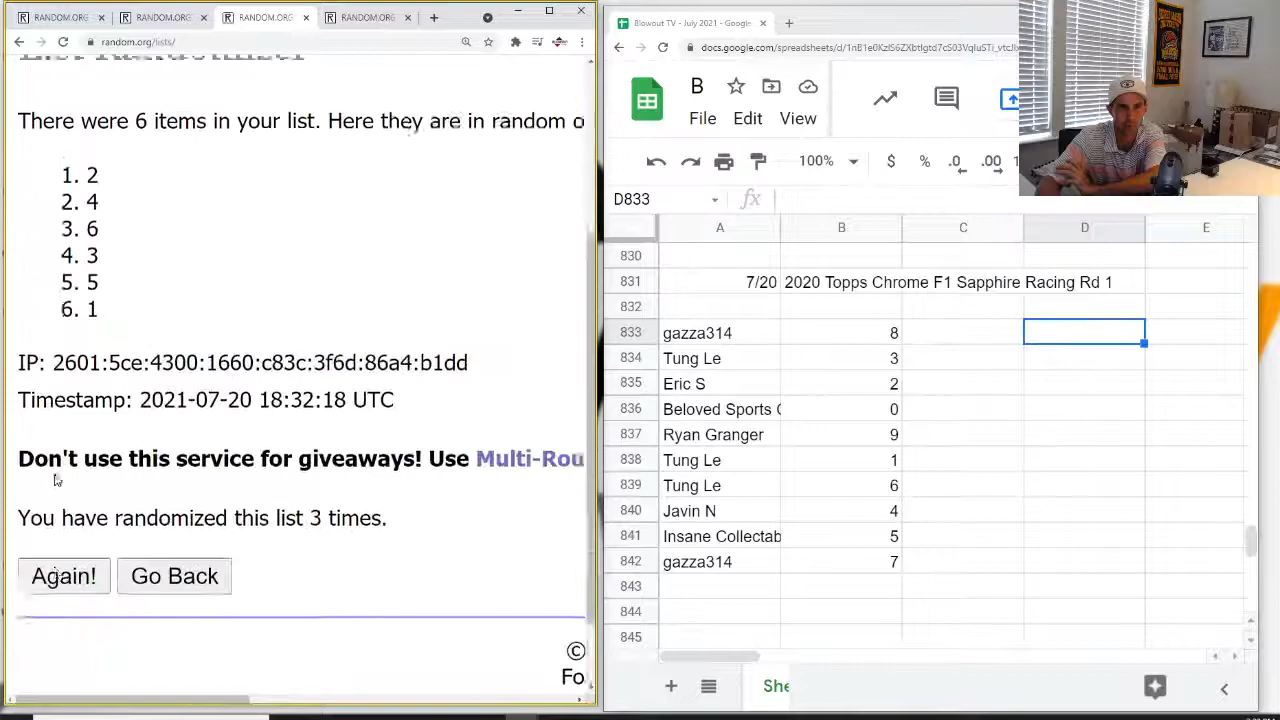 RANDOM.ORG
RANDOM.ORG
RANDOM.ORG
RANDOM.ORG
random.org/lists/
There were 6 items in your list. Here they are in random o
1. 2
2. 4
3. 6
4. 3
5. 5
6. 1
IP: 2601:5ce:4300:1660:c83c:3f6d:86a4:b1dd
Timestamp: 2021-07-20 18:32:18 UTC
Don't use this service for giveaways! Use Multi-Rou
You have randomized this list 3 times.
Again! Go Back
©
Fo
Blowout TV - July 2021 - Google
B
File Edit View
100% $ % .0 .00 1
D833 fx
A B C D E
830
831 7/20 2020 Topps Chrome F1 Sapphire Racing Rd 1
832
833 gazza314 8
834 Tung Le 3
835 Eric S 2
836 Beloved Sports C 0
837 Ryan Granger 9
838 Tung Le 1
839 Tung Le 6
840 Javin N 4
841 Insane Collectab 5
842 gazza314 7
843
844
845
She